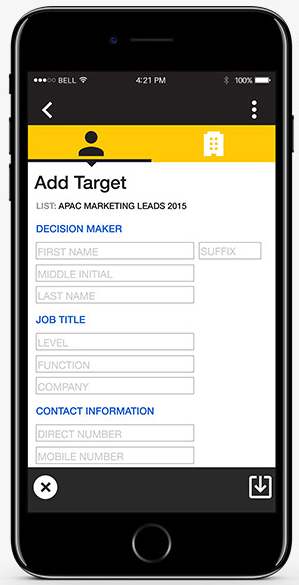 BELL 4:21 PM 100%
Add Target
LIST: APAC MARKETING LEADS 2015
DECISION MAKER
FIRST NAME SUFFIX
MIDDLE INITIAL
LAST NAME
JOB TITLE
LEVEL
FUNCTION
COMPANY
CONTACT INFORMATION
DIRECT NUMBER
MOBILE NUMBER